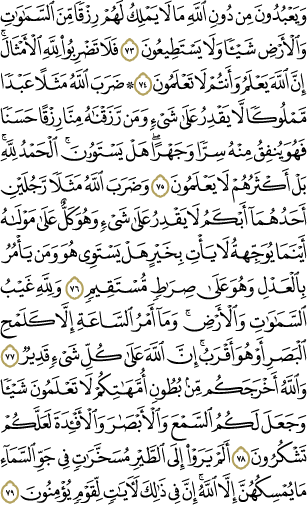 وَيَعْبُدُونَ مِن دُونِ ٱللَّهِ مَا لَا يَمْلِكُ لَهُمْ رِزْقًا مِّنَ ٱلسَّمَٰوَٰتِ
وَٱلْأَرْضِ شَيْـًٔا وَلَا يَسْتَطِيعُونَ ٧٣ فَلَا تَضْرِبُوا۟ لِلَّهِ ٱلْأَمْثَالَ ۚ
إِنَّ ٱللَّهَ يَعْلَمُ وَأَنتُمْ لَا تَعْلَمُونَ ٧٤ ۞ ضَرَبَ ٱللَّهُ مَثَلًا عَبْدًا
مَّمْلُوكًا لَّا يَقْدِرُ عَلَىٰ شَىْءٍ وَمَن رَّزَقْنَٰهُ مِنَّا رِزْقًا حَسَنًا
فَهُوَ يُنفِقُ مِنْهُ سِرًّا وَجَهْرًا ۖ هَلْ يَسْتَوُۥنَ ۚ ٱلْحَمْدُ لِلَّهِ ۚ
بَلْ أَكْثَرُهُمْ لَا يَعْلَمُونَ ٧٥ وَضَرَبَ ٱللَّهُ مَثَلًا رَّجُلَيْنِ
أَحَدُهُمَآ أَبْكَمُ لَا يَقْدِرُ عَلَىٰ شَىْءٍ وَهُوَ كَلٌّ عَلَىٰ مَوْلَىٰهُ
أَيْنَمَا يُوَجِّههُّ لَا يَأْتِ بِخَيْرٍ ۖ هَلْ يَسْتَوِى هُوَ وَمَن يَأْمُرُ
بِٱلْعَدْلِ ۙ وَهُوَ عَلَىٰ صِرَٰطٍ مُّسْتَقِيمٍ ٧٦ وَلِلَّهِ غَيْبُ
ٱلسَّمَٰوَٰتِ وَٱلْأَرْضِ ۚ وَمَآ أَمْرُ ٱلسَّاعَةِ إِلَّا كَلَمْحِ
ٱلْبَصَرِ أَوْ هُوَ أَقْرَبُ ۚ إِنَّ ٱللَّهَ عَلَىٰ كُلِّ شَىْءٍ قَدِيرٌ ٧٧
وَٱللَّهُ أَخْرَجَكُم مِّنۢ بُطُونِ أُمَّهَٰتِكُمْ لَا تَعْلَمُونَ شَيْـًٔا
وَجَعَلَ لَكُمُ ٱلسَّمْعَ وَٱلْأَبْصَٰرَ وَٱلْأَفْـِٔدَةَ ۙ لَعَلَّكُمْ
تَشْكُرُونَ ٧٨ أَلَمْ يَرَوْا۟ إِلَى ٱلطَّيْرِ مُسَخَّرَٰتٍ فِى جَوِّ ٱلسَّمَآءِ
مَا يُمْسِكُهُنَّ إِلَّا ٱللَّهُ ۗ إِنَّ فِى ذَٰلِكَ لَـَٔايَٰتٍ لِّقَوْمٍ يُؤْمِنُونَ ٧٩